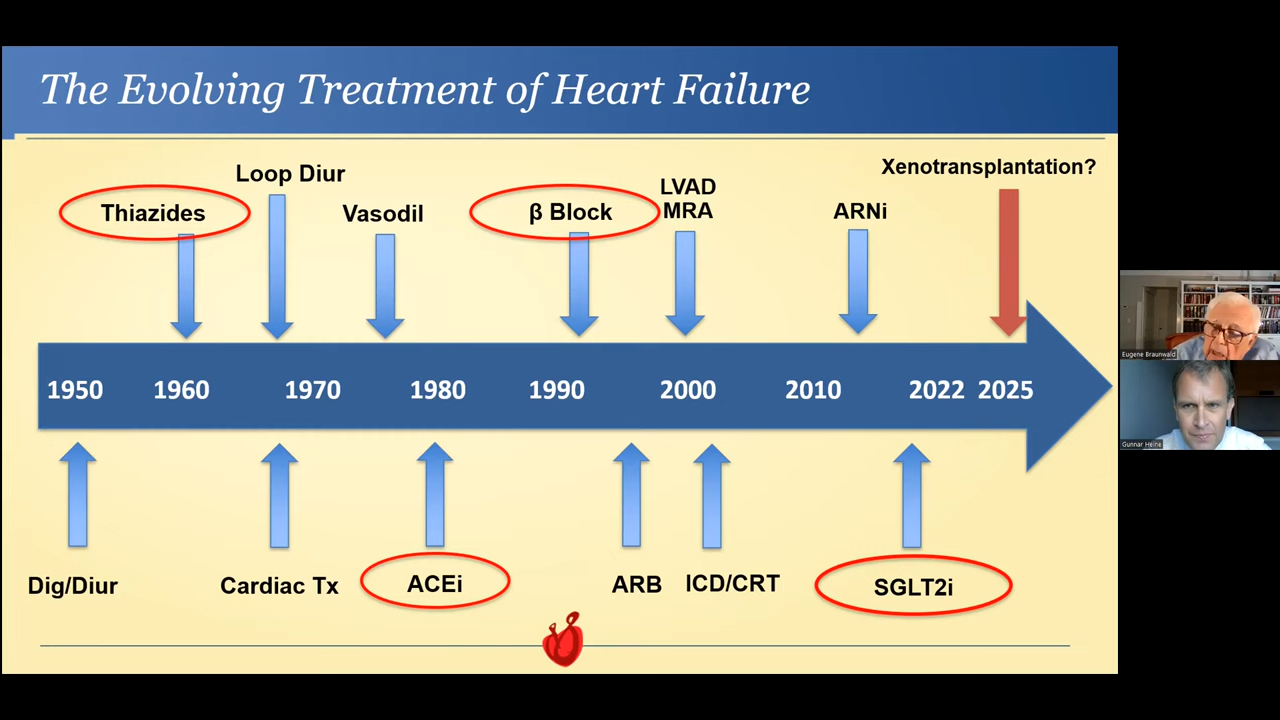 The Evolving Treatment of Heart Failure
Xenotransplantation?
Loop Diur
LVAD
Thiazides
Vasodil
β Block
MRA
ARNi
1950 1960 1970 1980 1990 2000 2010 2022 2025
Dig/Diur
Cardiac Tx
ACEi
ARB
ICD/CRT
SGLT2i
Eugene Braunwald
Gunnar Heine